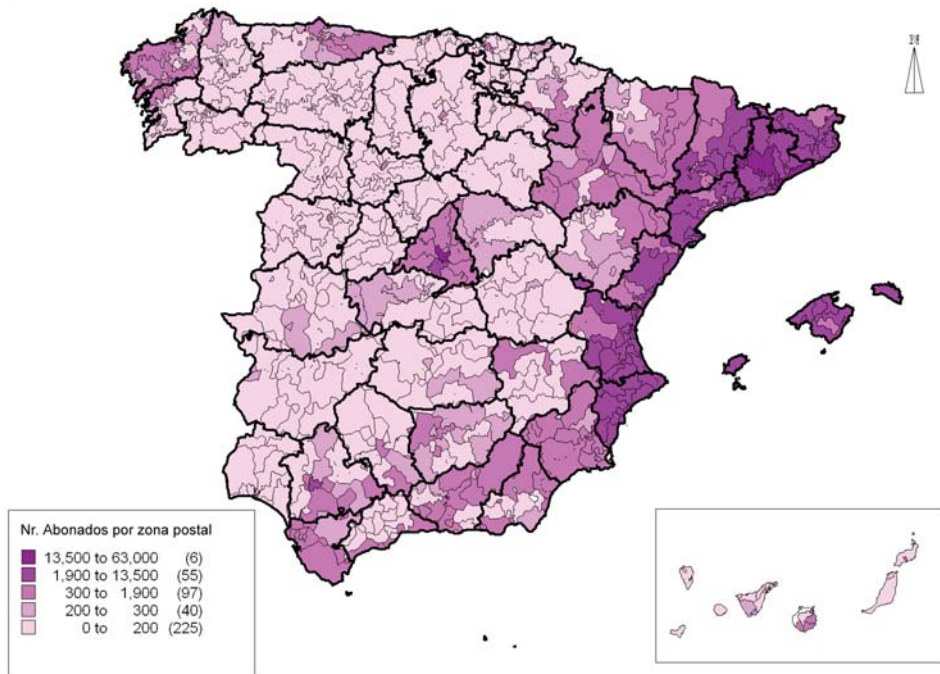 Nr. Abonados por zona postal
13,500 to 63,000 (6)
1,900 to 13,500 (55)
300 to 1,900 (97)
200 to 300 (40)
0 to 200 (225)